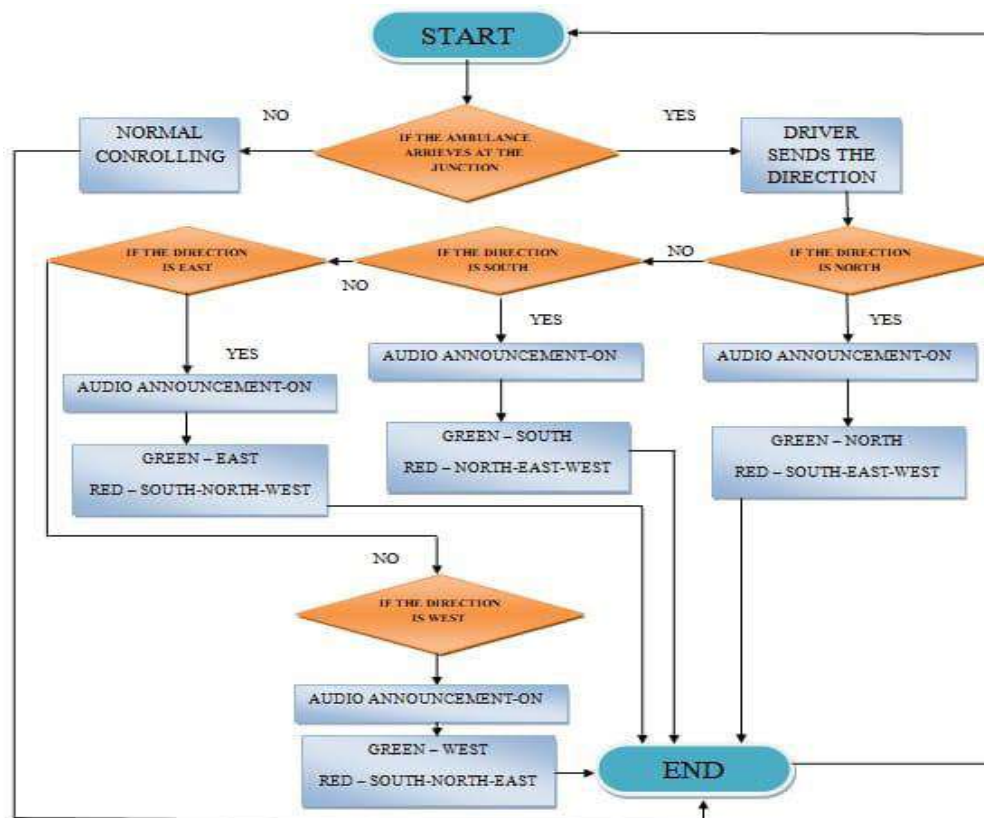 START
NO
YES
NORMAL
CONROLLING
IF THE AMBULANCE
ARRIEVES AT THE
JUNCTION
DRIVER
SENDS THE
DIRECTION
IF THE DIRECTION
IS EAST
NO
IF THE DIRECTION
IS SOUTH
NO
IF THE DIRECTION
IS NORTH
YES
YES
YES
AUDIO ANNOUNCEMENT-ON
AUDIO ANNOUNCEMENT-ON
AUDIO ANNOUNCEMENT-ON
GREEN – EAST
RED – SOUTH-NORTH-WEST
GREEN – SOUTH
RED – NORTH-EAST-WEST
GREEN – NORTH
RED – SOUTH-EAST-WEST
NO
IF THE DIRECTION
IS WEST
AUDIO ANNOUNCEMENT-ON
GREEN – WEST
RED – SOUTH-NORTH-EAST
END